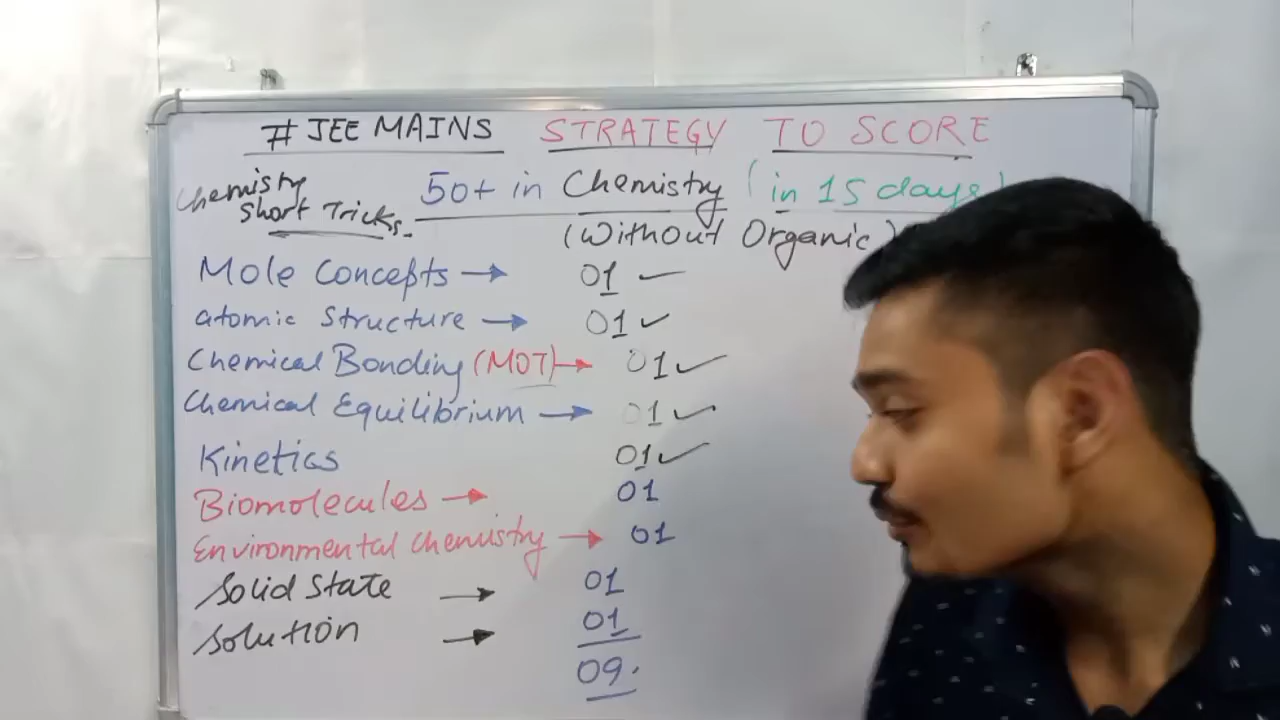 # JEE MAINS STRATEGY TO SCORE
50+ in Chemistry (in 15 days)
Chemistry
Short Tricks.
(Without Organic)
Mole Concepts → 01 ✓
atomic Structure → 01 ✓
Chemical Bonding (MOT) → 01 ✓
Chemical Equilibrium → 01 ✓
Kinetics 01 ✓
Biomolecules → 01
Environmental Chemistry → 01
Solid State → 01
Solution → 01
09.